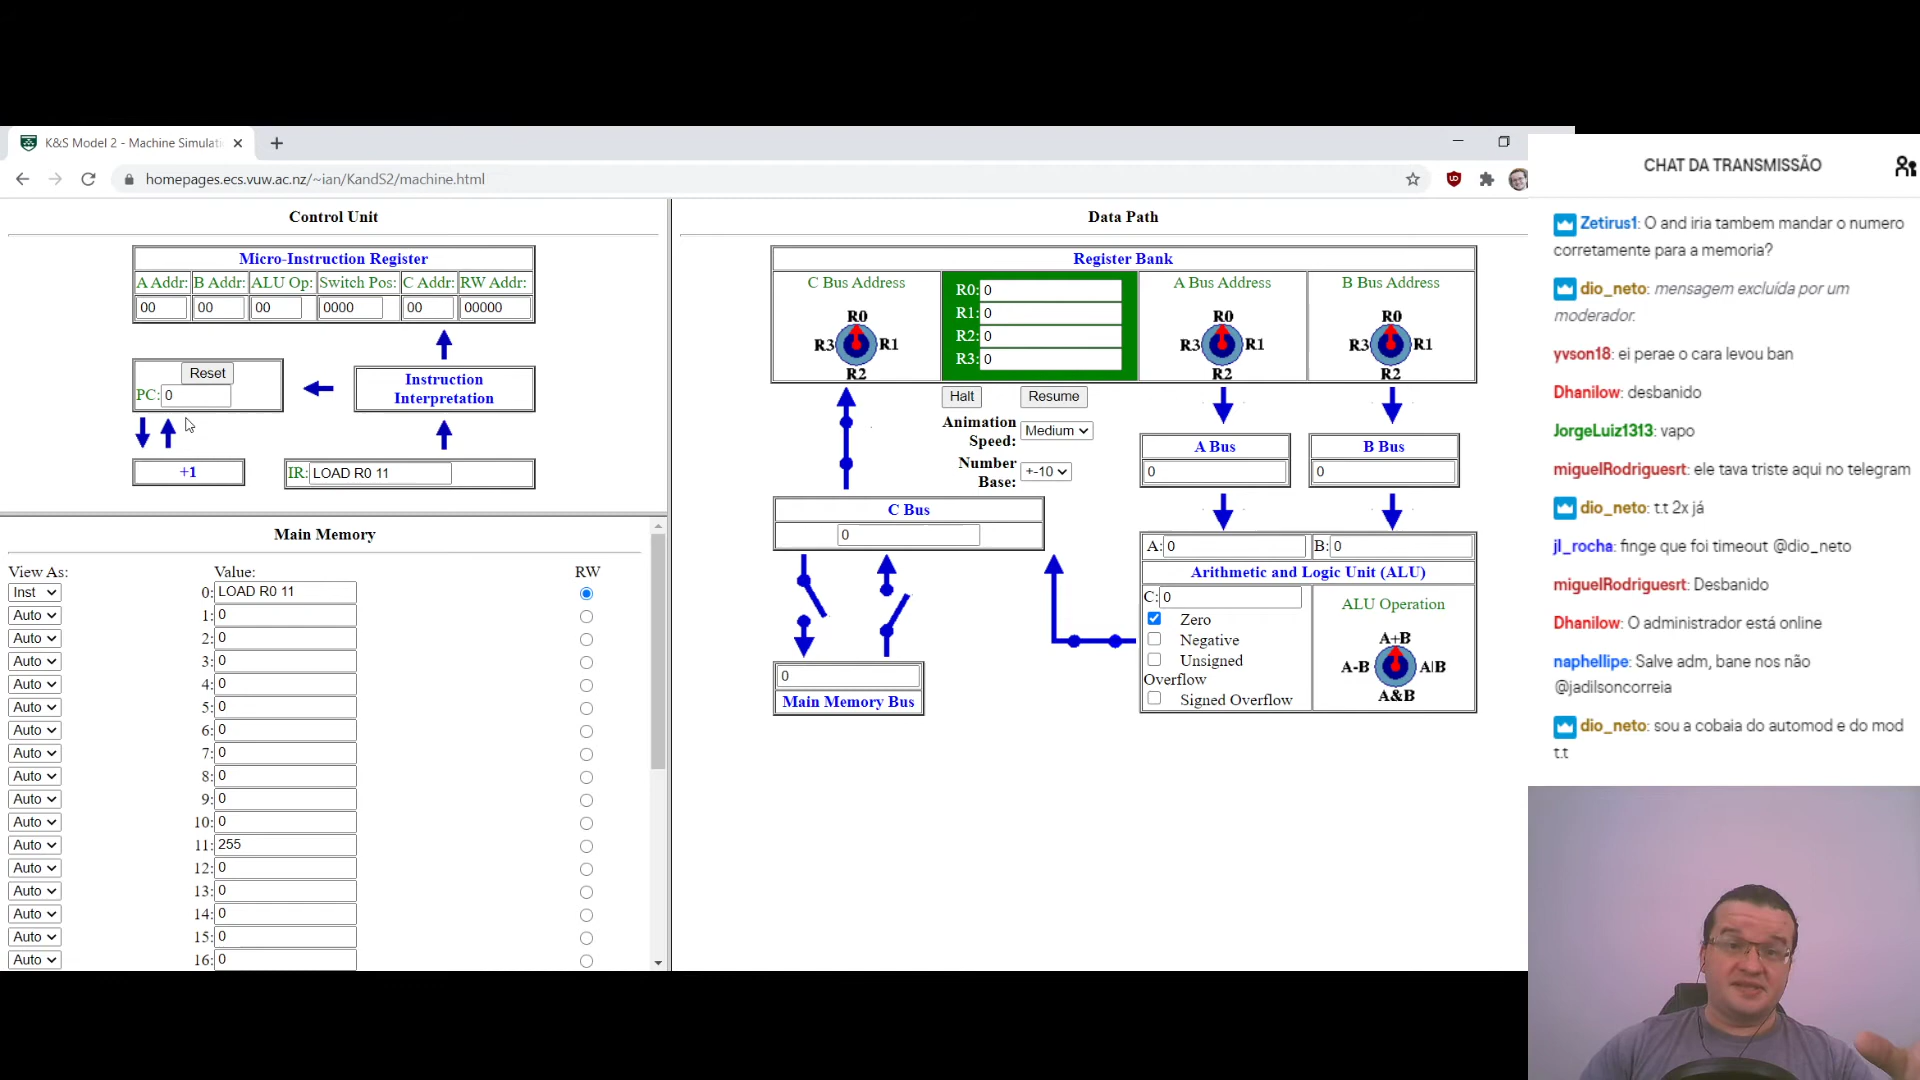 K&S Model 2 - Machine Simulati
homepages.ecs.vuw.ac.nz/~ian/KandS2/machine.html
Control Unit
Micro-Instruction Register
A Addr: B Addr: ALU Op: Switch Pos: C Addr: RW Addr:
00 00 00 0000 00 00000
Reset
PC: 0
Instruction
Interpretation
+1
IR: LOAD R0 11
Main Memory
View As: Value: RW
Inst 0: LOAD R0 11
Auto 1: 0
Auto 2: 0
Auto 3: 0
Auto 4: 0
Auto 5: 0
Auto 6: 0
Auto 7: 0
Auto 8: 0
Auto 9: 0
Auto 10: 0
Auto 11: 255
Auto 12: 0
Auto 13: 0
Auto 14: 0
Auto 15: 0
Auto 16: 0
Data Path
Register Bank
C Bus Address
R0
R3 R1
R2
R0: 0
R1: 0
R2: 0
R3: 0
A Bus Address
R0
R3 R1
R2
B Bus Address
R0
R3 R1
R2
Halt Resume
Animation
Speed: Medium
Number
Base: +-10
A Bus
0
B Bus
0
C Bus
0
0
Main Memory Bus
A: 0 B: 0
Arithmetic and Logic Unit (ALU)
C: 0
Zero
Negative
Unsigned
Overflow
Signed Overflow
ALU Operation
A+B
A-B A|B
A&B
CHAT DA TRANSMISSÃO
Zetirus1: O and iria tambem mandar o numero
corretamente para a memoria?
dio_neto: mensagem excluída por um
moderador.
yvson18: ei perae o cara levou ban
Dhanilow: desbanido
JorgeLuiz1313: vapo
miguelRodriguesrt: ele tava triste aqui no telegram
dio_neto: t.t 2x já
jl_rocha: finge que foi timeout @dio_neto
miguelRodriguesrt: Desbanido
Dhanilow: O administrador está online
naphellipe: Salve adm, bane nos não
@jadilsoncorreia
dio_neto: sou a cobaia do automod e do mod
t.t